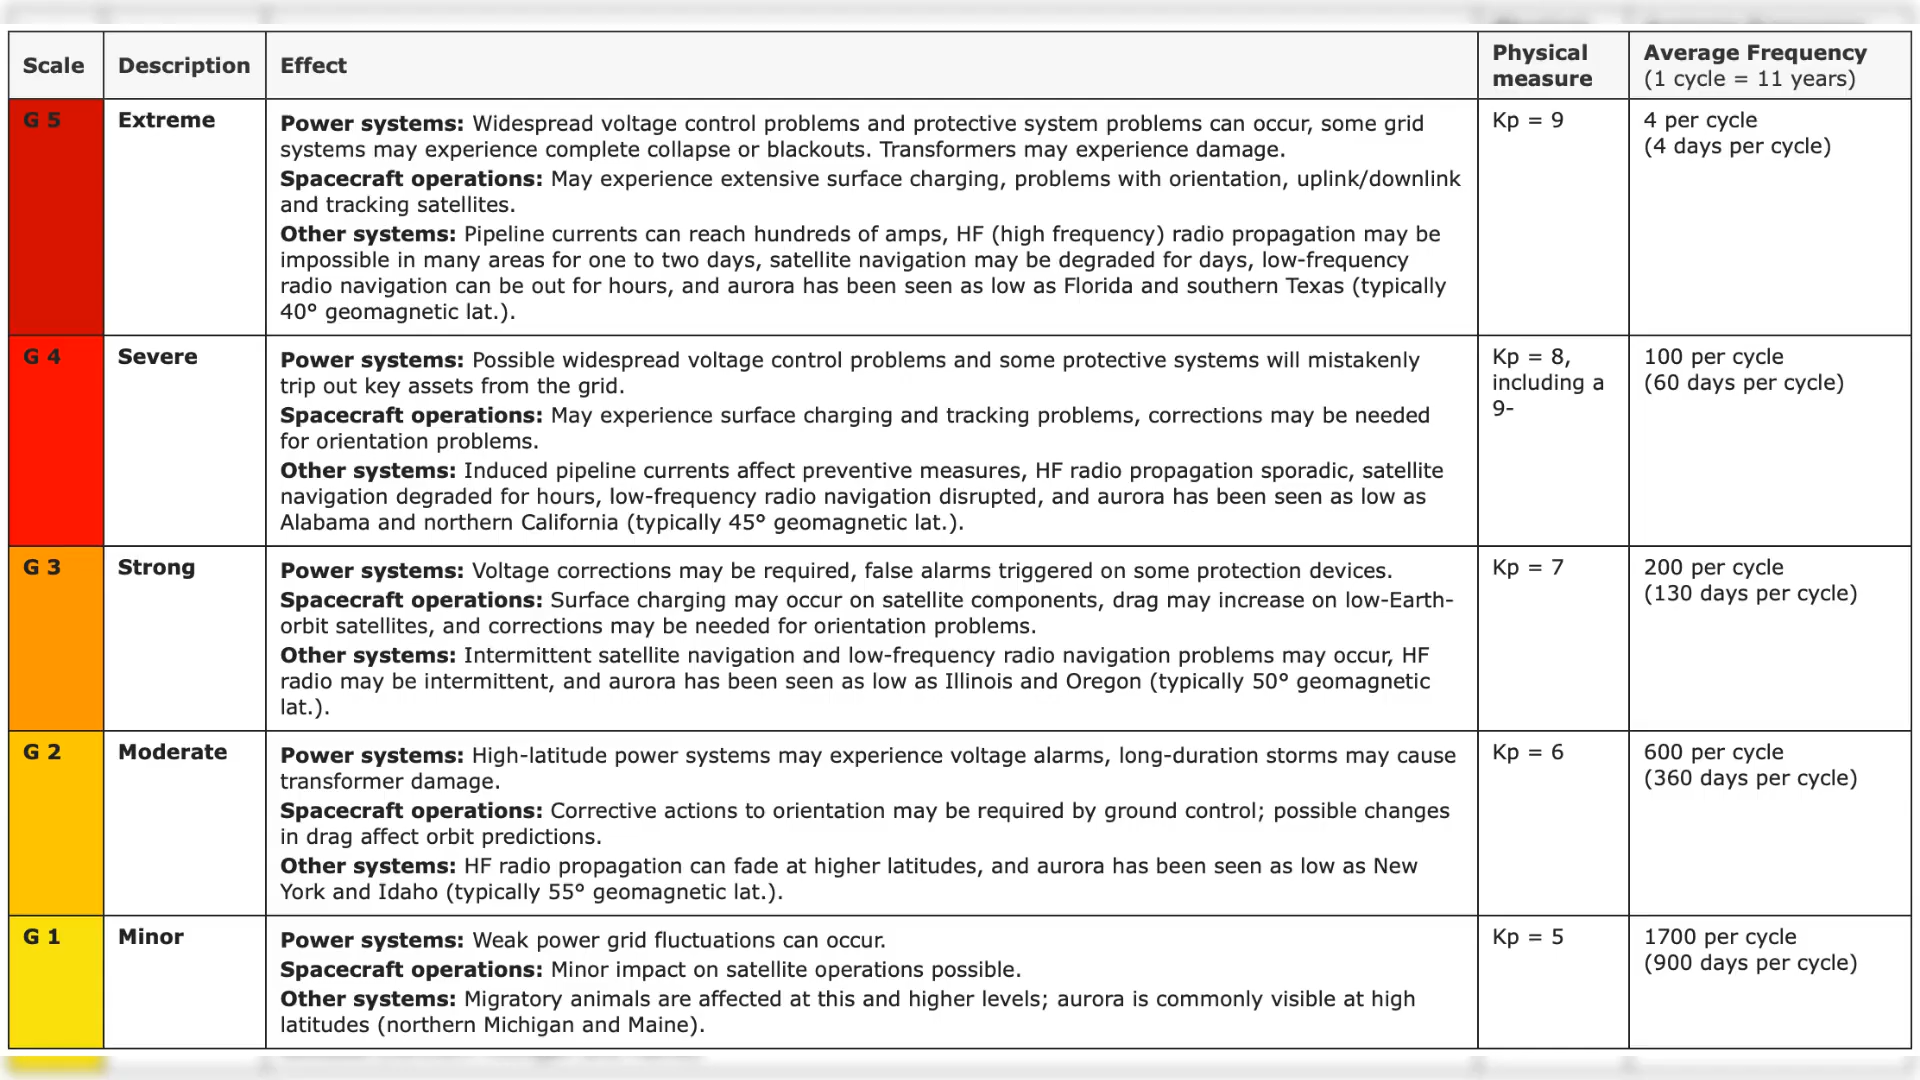 Scale Description Effect Physical measure Average Frequency (1 cycle = 11 years)
G 5 Extreme
Power systems: Widespread voltage control problems and protective system problems can occur, some grid
systems may experience complete collapse or blackouts. Transformers may experience damage.
Spacecraft operations: May experience extensive surface charging, problems with orientation, uplink/downlink
and tracking satellites.
Other systems: Pipeline currents can reach hundreds of amps, HF (high frequency) radio propagation may be
impossible in many areas for one to two days, satellite navigation may be degraded for days, low-frequency
radio navigation can be out for hours, and aurora has been seen as low as Florida and southern Texas (typically
40° geomagnetic lat.).
Kp = 9
4 per cycle
(4 days per cycle)
G 4 Severe
Power systems: Possible widespread voltage control problems and some protective systems will mistakenly
trip out key assets from the grid.
Spacecraft operations: May experience surface charging and tracking problems, corrections may be needed
for orientation problems.
Other systems: Induced pipeline currents affect preventive measures, HF radio propagation sporadic, satellite
navigation degraded for hours, low-frequency radio navigation disrupted, and aurora has been seen as low as
Alabama and northern California (typically 45° geomagnetic lat.).
Kp = 8,
including a
9-
100 per cycle
(60 days per cycle)
G 3 Strong
Power systems: Voltage corrections may be required, false alarms triggered on some protection devices.
Spacecraft operations: Surface charging may occur on satellite components, drag may increase on low-Earth-
orbit satellites, and corrections may be needed for orientation problems.
Other systems: Intermittent satellite navigation and low-frequency radio navigation problems may occur, HF
radio may be intermittent, and aurora has been seen as low as Illinois and Oregon (typically 50° geomagnetic
lat.).
Kp = 7
200 per cycle
(130 days per cycle)
G 2 Moderate
Power systems: High-latitude power systems may experience voltage alarms, long-duration storms may cause
transformer damage.
Spacecraft operations: Corrective actions to orientation may be required by ground control; possible changes
in drag affect orbit predictions.
Other systems: HF radio propagation can fade at higher latitudes, and aurora has been seen as low as New
York and Idaho (typically 55° geomagnetic lat.).
Kp = 6
600 per cycle
(360 days per cycle)
G 1 Minor
Power systems: Weak power grid fluctuations can occur.
Spacecraft operations: Minor impact on satellite operations possible.
Other systems: Migratory animals are affected at this and higher levels; aurora is commonly visible at high
latitudes (northern Michigan and Maine).
Kp = 5
1700 per cycle
(900 days per cycle)